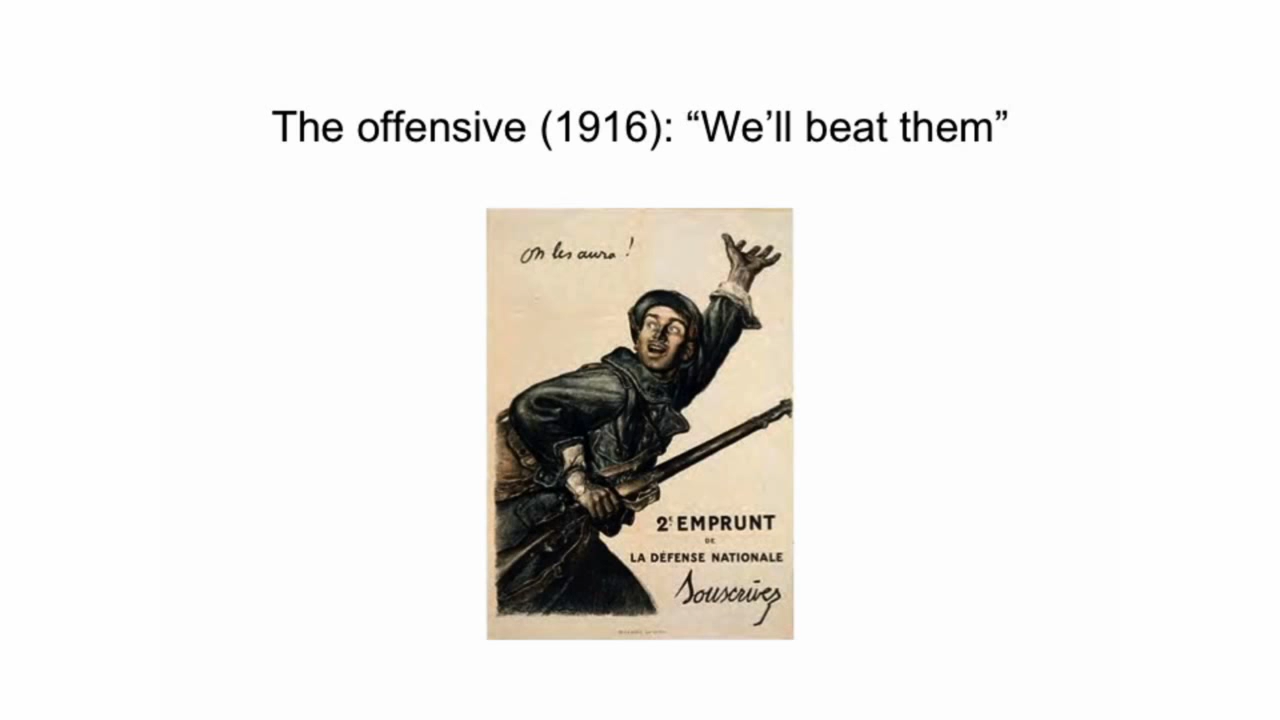 The offensive (1916): “We’ll beat them”
on les aura !
2e EMPRUNT
DE
LA DÉFENSE NATIONALE
Souscrivez